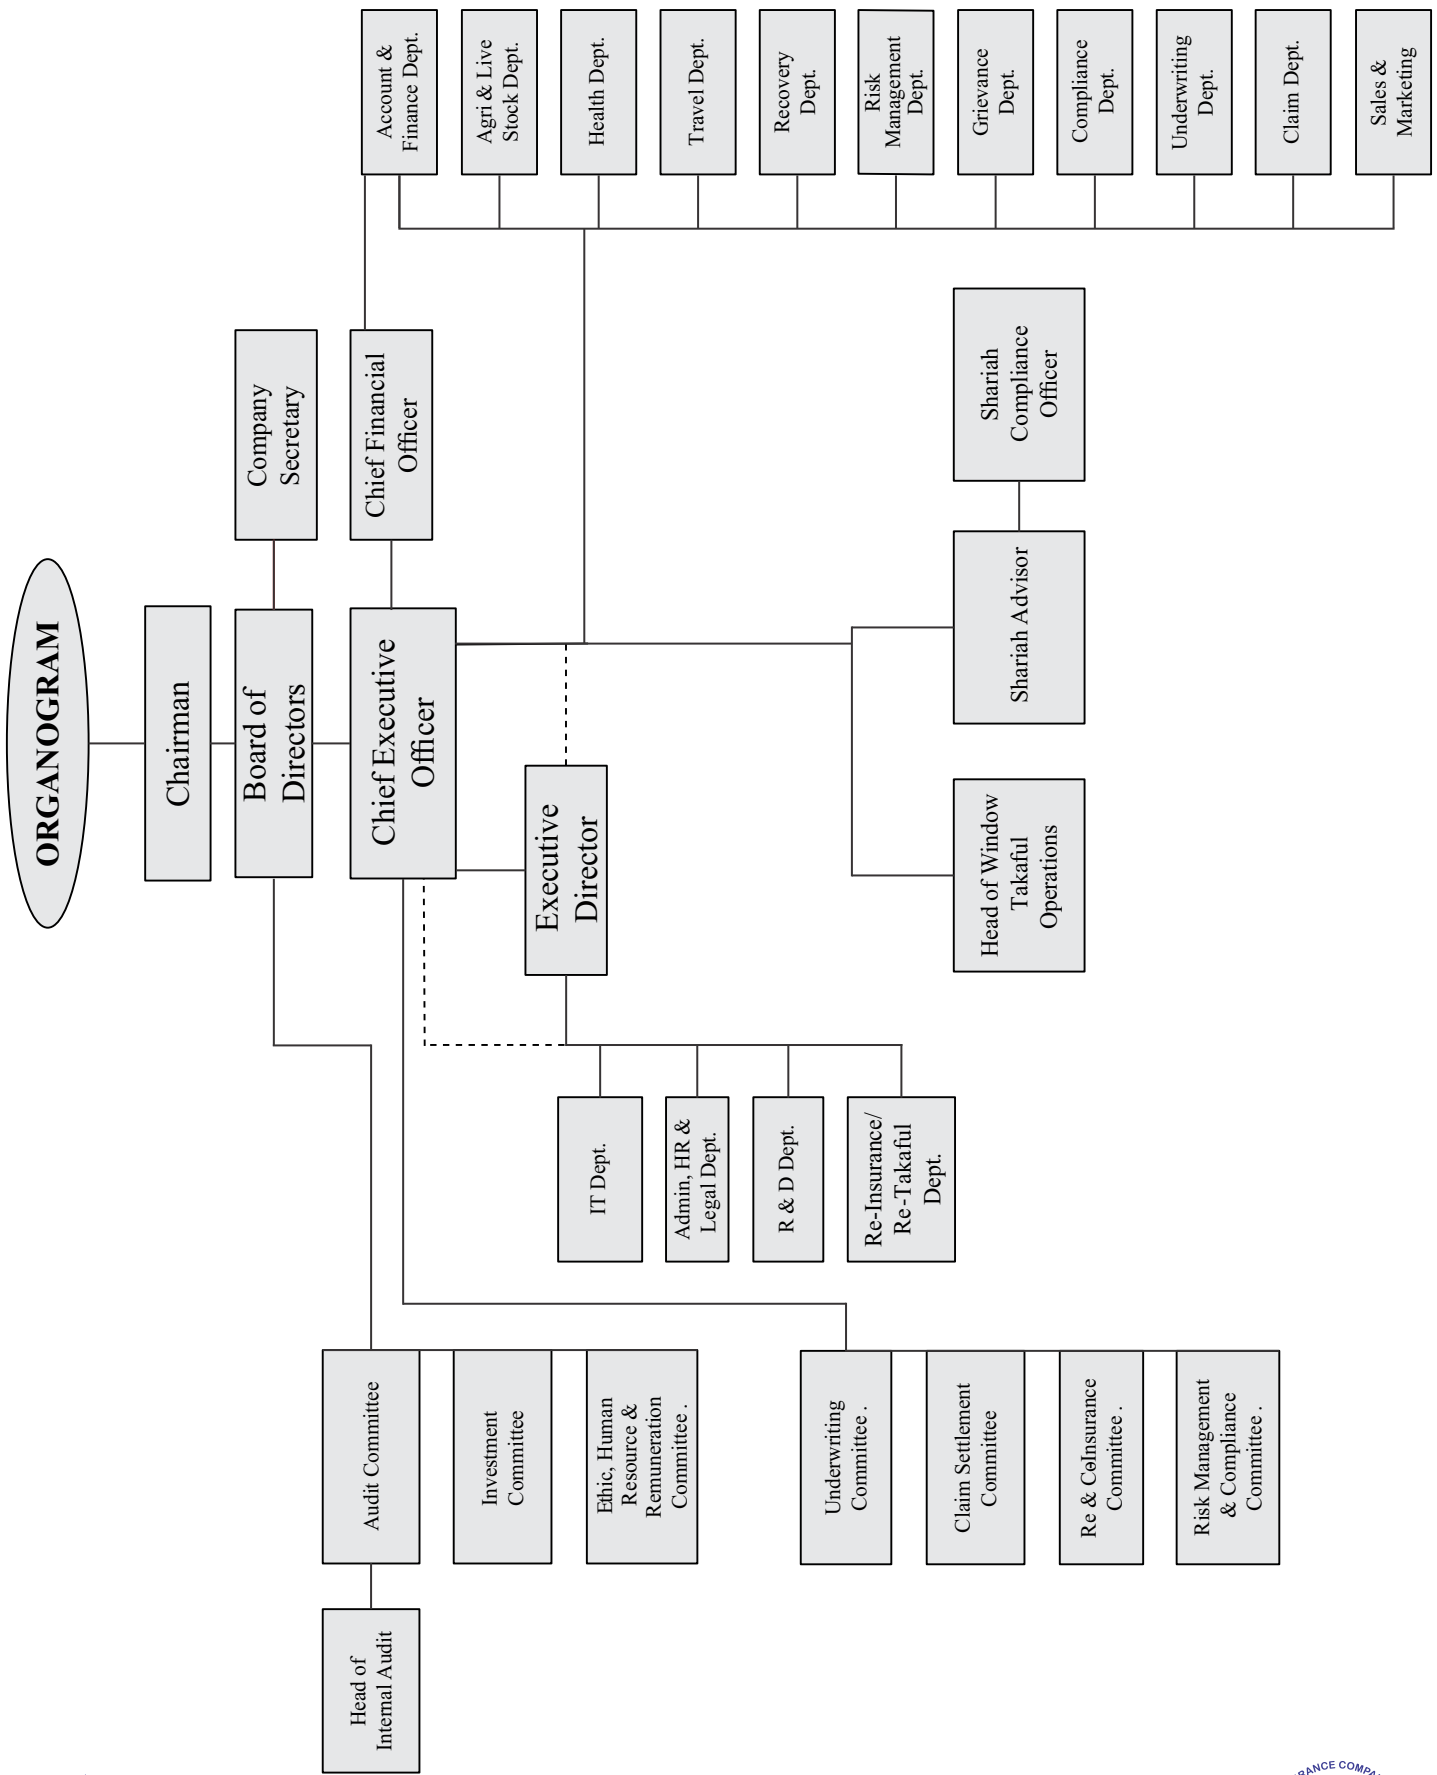 ORGANOGRAM
Chairman
Board of
Directors
Company
Secretary
Chief Executive
Officer
Chief Financial
Officer
Executive
Director
Account &
Finance Dept.
Agri & Live
Stock Dept.
Health Dept.
Travel Dept.
Recovery
Dept.
Risk
Management
Dept.
Grievance
Dept.
Compliance
Dept.
Underwriting
Dept.
Claim Dept.
Sales &
Marketing
Head of Window
Takaful
Operations
Shariah Advisor
Shariah
Compliance
Officer
IT Dept.
Admin, HR &
Legal Dept.
R & D Dept.
Re-Insurance/
Re-Takaful
Dept.
Head of
Internal Audit
Audit Committee
Investment
Committee
Ethic, Human
Resource &
Remuneration
Committee .
Underwriting
Committee .
Claim Settlement
Committee
Re & Co-Insurance
Committee .
Risk Management
& Compliance
Committee .